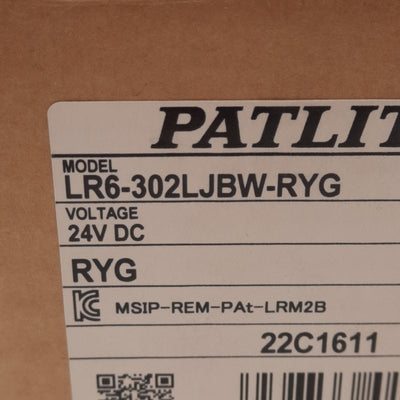 PATLIT
MODEL
LR6-302LJBW-RYG
VOLTAGE
24V DC
RYG
MSIP-REM-PAt-LRM2B
22C1611